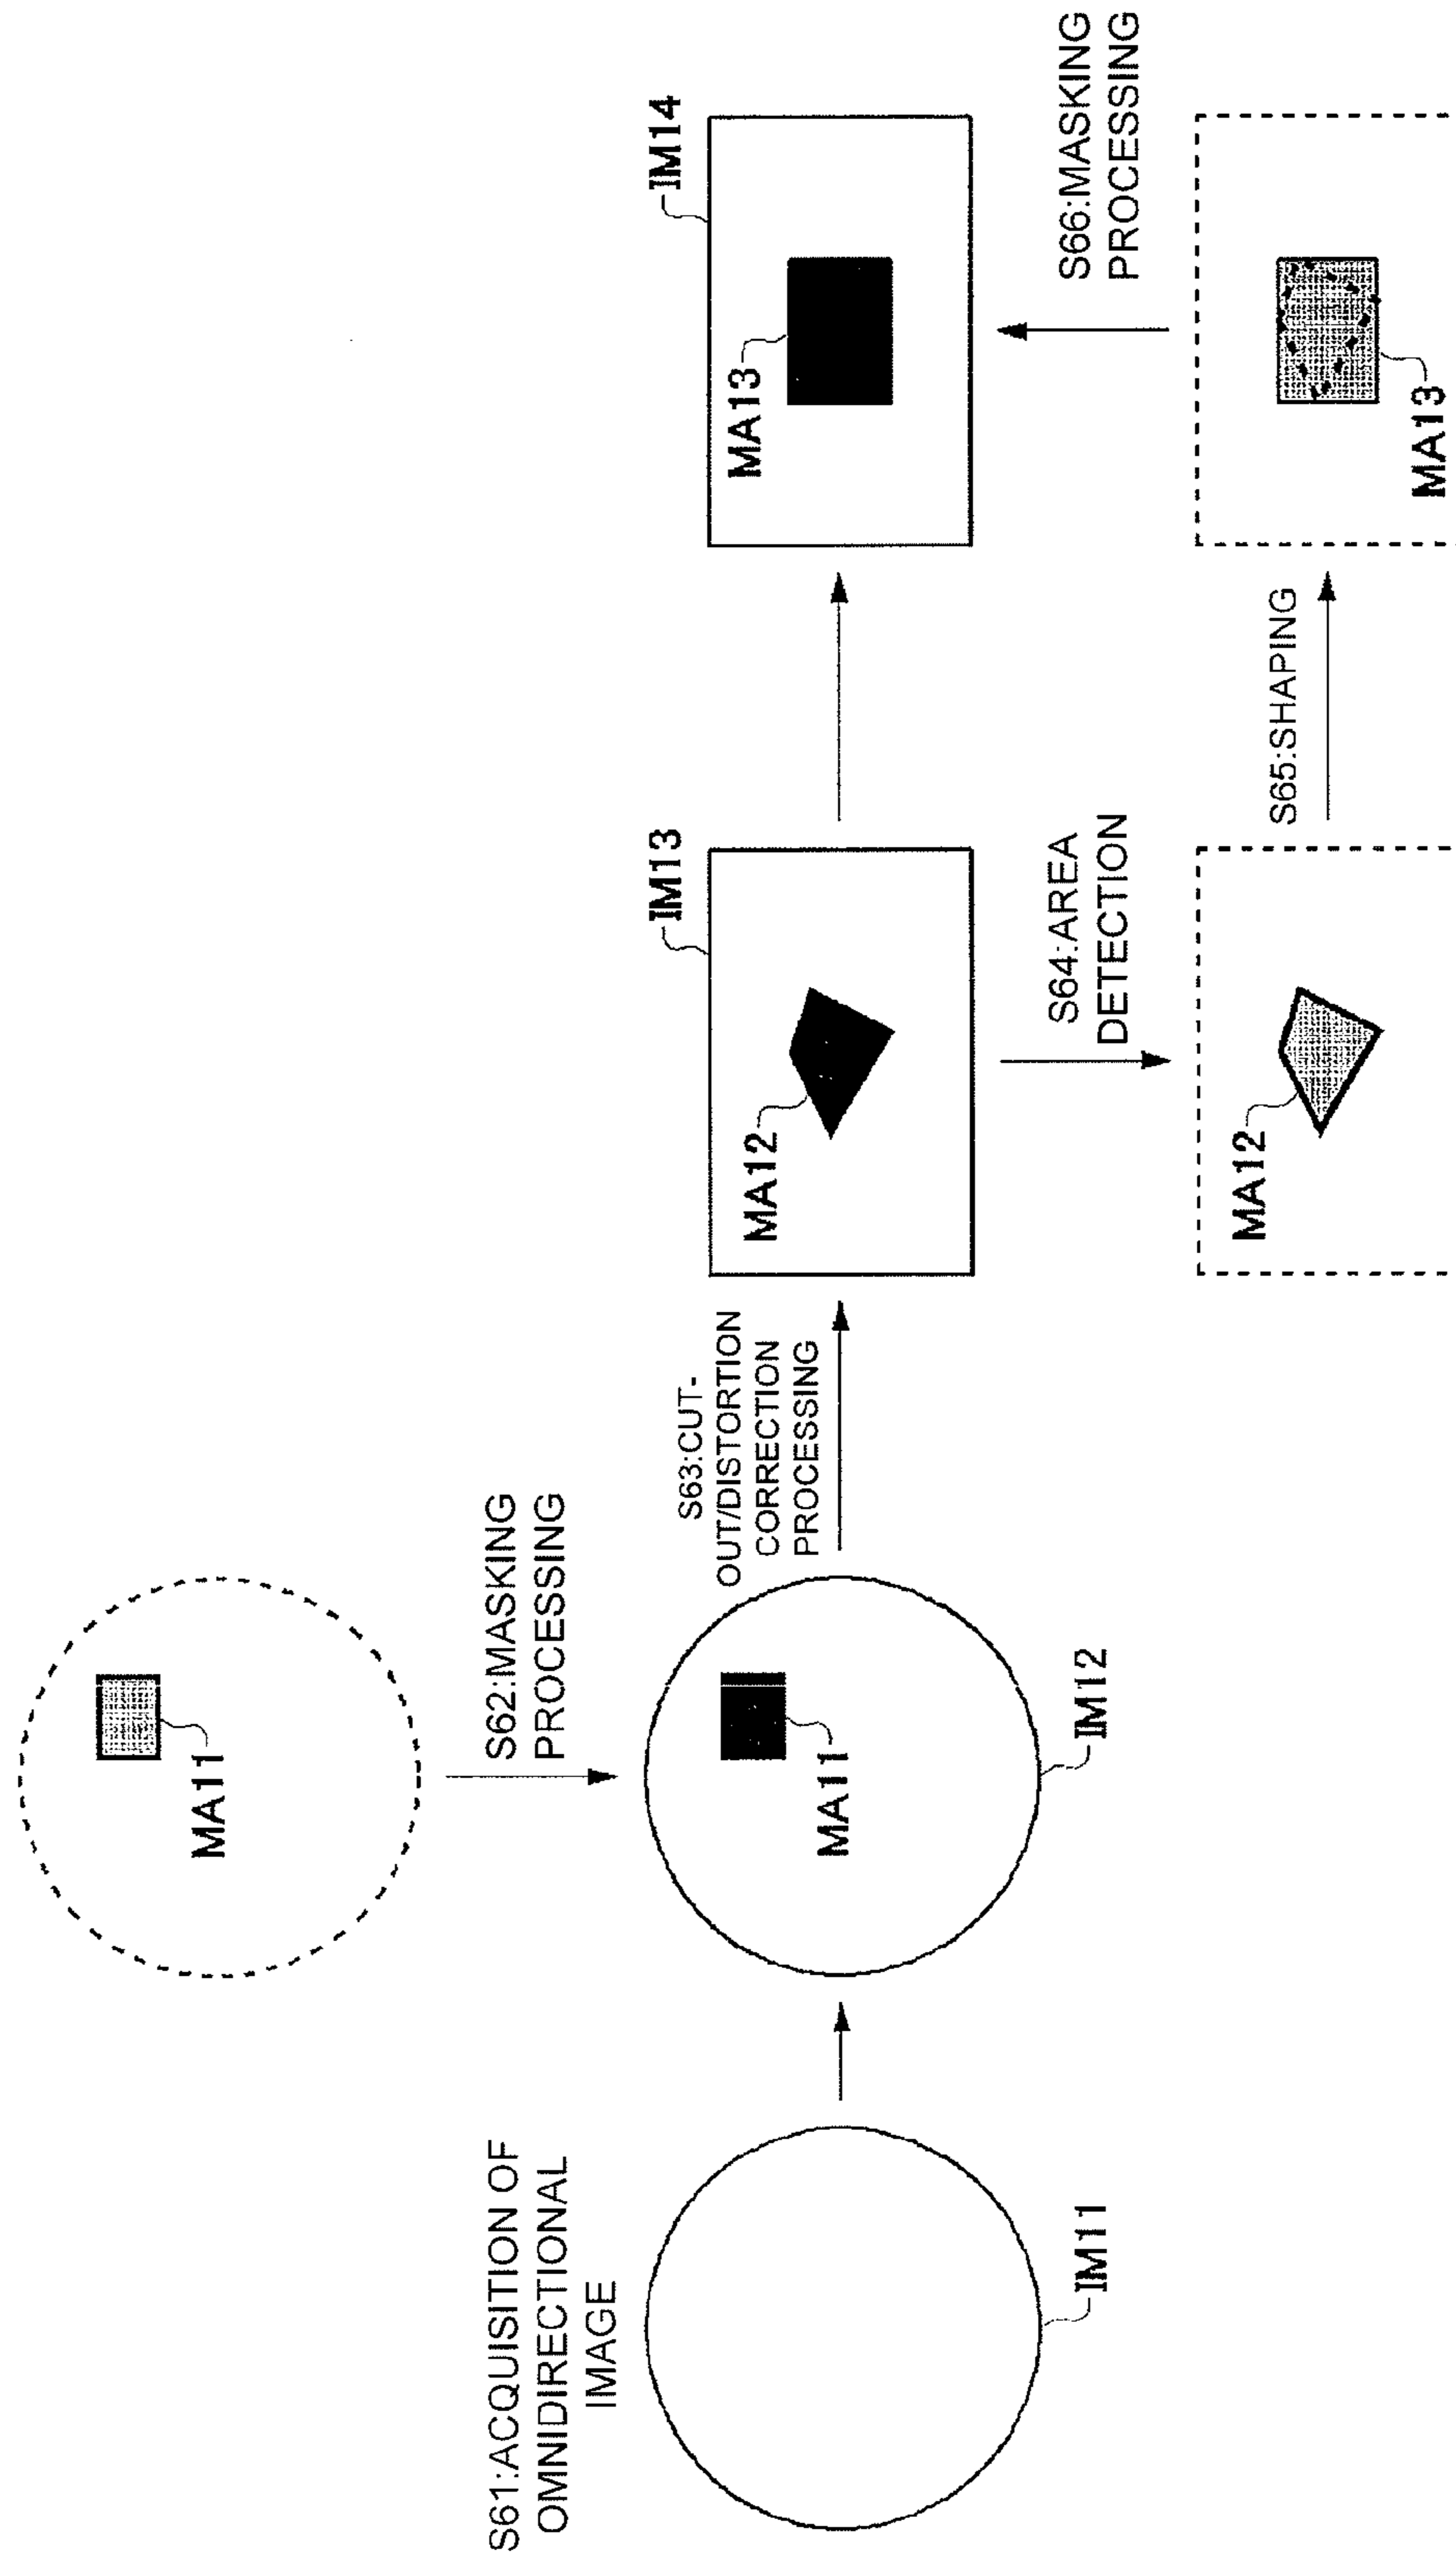 MA11
S62:MASKING
PROCESSING
S61:ACQUISITION OF
OMNIDIRECTIONAL
IMAGE
IM11
MA11
IM12
S63:CUT-
OUT/DISTORTION
CORRECTION
PROCESSING
IM13
MA12
IM14
MA13
S64:AREA
DETECTION
S66:MASKING
PROCESSING
MA12
S65:SHAPING
MA13